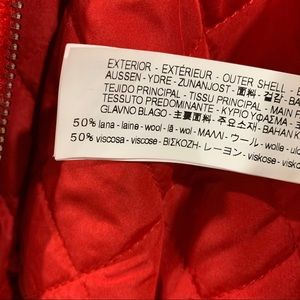 EXTERIOR - EXTÉRIEUR - OUTER SHELL -
AUSSEN - YDRE - ZUNANJOST - 面料 - 겉감 -
TEJIDO PRINCIPAL - TISSU PRINCIPAL - MAIN
TESSUTO PREDOMINANTE - ΚΥΡΙΟ ΥΦΑΣΜΑ -
GLAVNO BLAGO - 主要面料 - 주요소재 - BAHAN
50% lana - laine - wool - lã - wol - ΜΑΛΛΙ - ウール - wolle - uld
50% viscosa - viscose - ΒΙΣΚΟΖΗ - レーヨン - viskose -